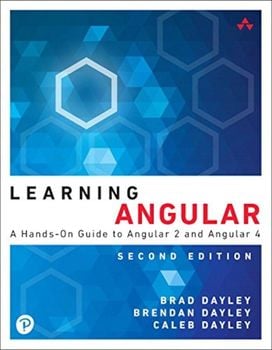 LEARNING
ANGULAR
A Hands-On Guide to Angular 2 and Angular 4
SECOND EDITION
BRAD DAYLEY
BRENDAN DAYLEY
CALEB DAYLEY
P